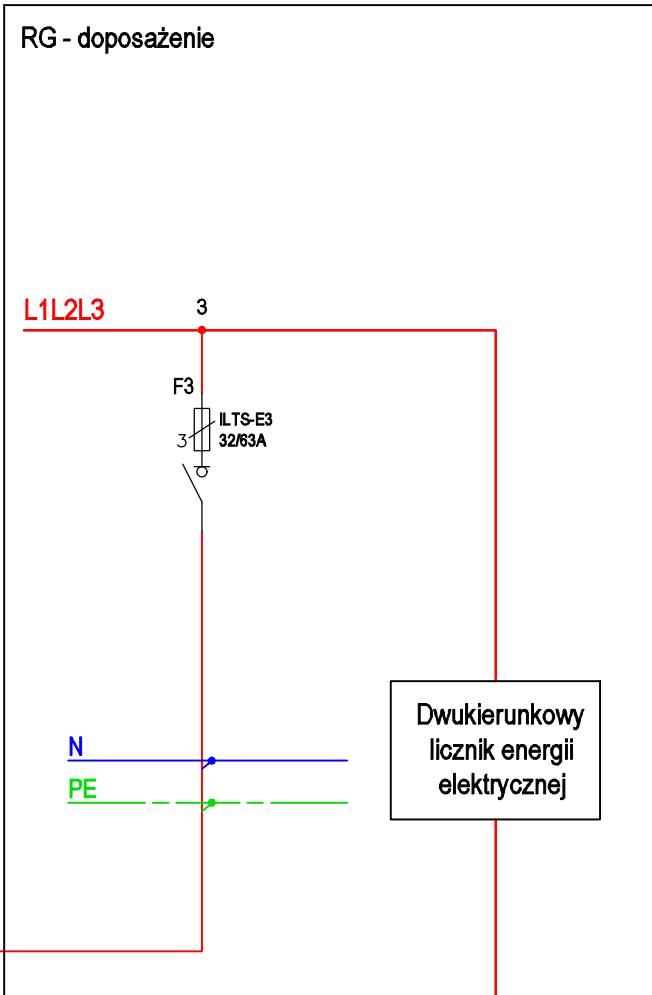 RG - doposażenie
L1L2L3
3
F3
ILTS-E3
3
32/63A
N
PE
Dwukierunkowy
licznik energii
elektrycznej